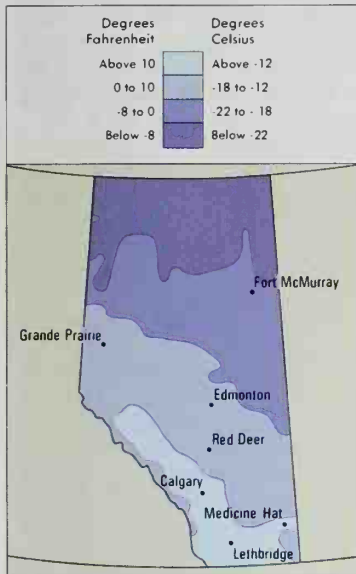 Degrees Fahrenheit
Degrees Celsius
Above 10
Above -12
0 to 10
-18 to -12
-8 to 0
-22 to - 18
Below -8
Below -22
Fort McMurray
Grande Prairie
Edmonton
Red Deer
Calgary
Medicine Hat
Lethbridge